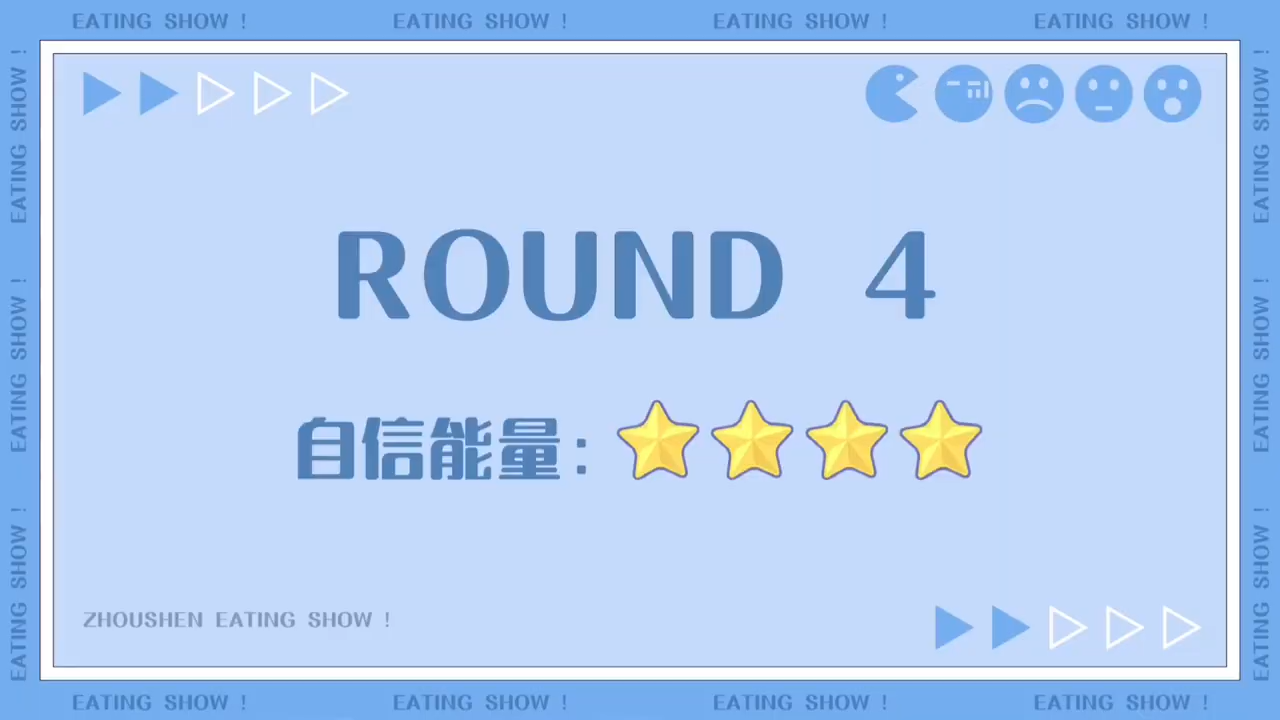 EATING SHOW ! EATING SHOW ! EATING SHOW ! EATING SHOW !
EATING SHOW ! EATING SHOW ! EATING SHOW !
ROUND 4
自信能量:
ZHOUSHEN EATING SHOW !
EATING SHOW ! EATING SHOW ! EATING SHOW !
EATING SHOW ! EATING SHOW ! EATING SHOW ! EATING SHOW !